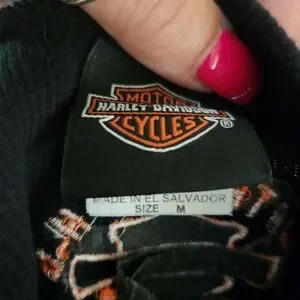 MOTOR
HARLEY-DAVIDSON
CYCLES
®
MADE IN EL SALVADOR
SIZE M